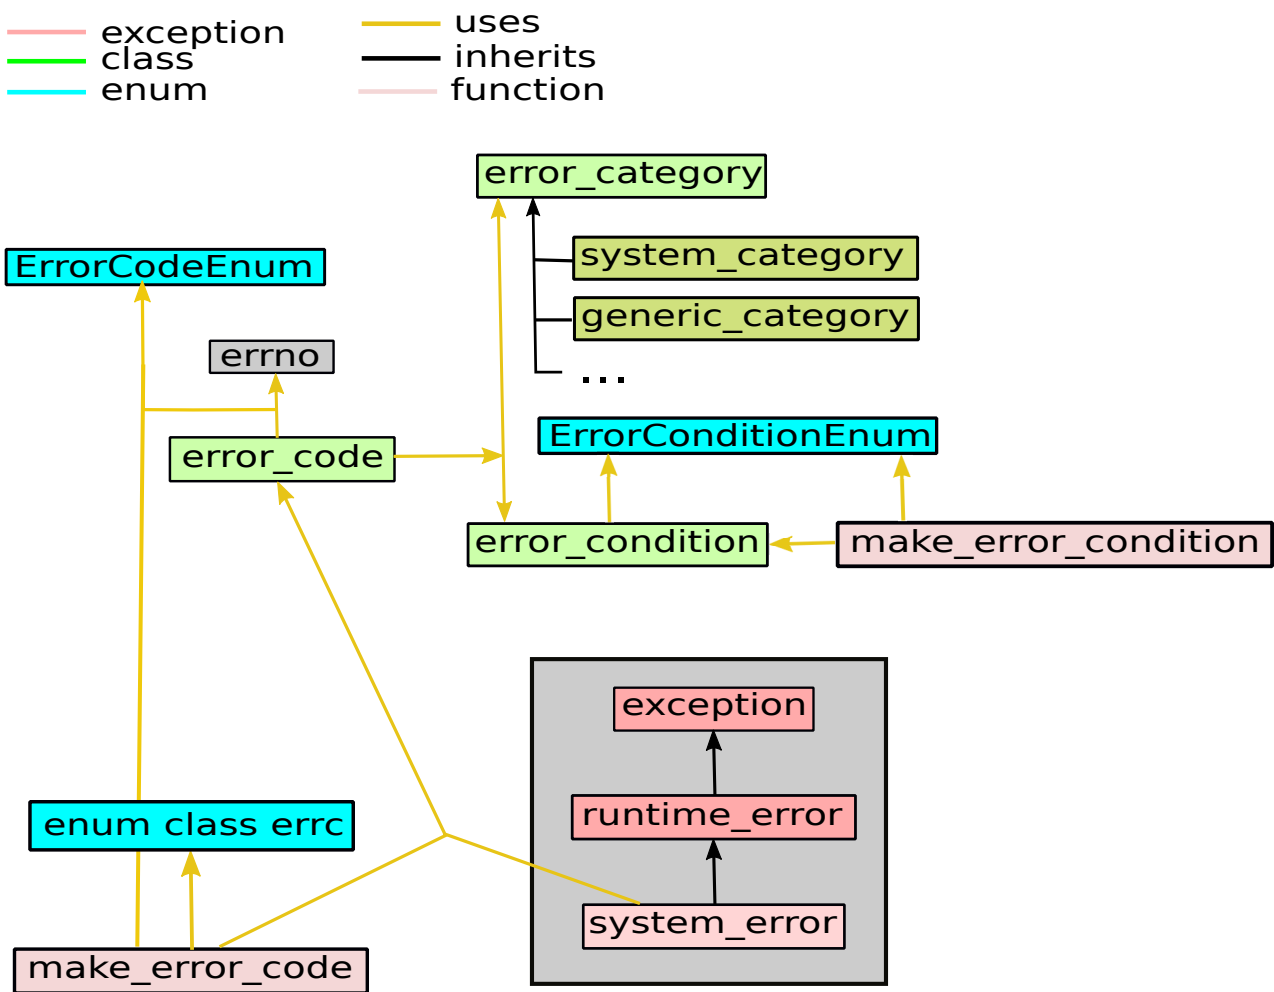 exception
class
enum
uses
inherits
function
error_category
system_category
generic_category
...
ErrorCodeEnum
errno
error_code
ErrorConditionEnum
error_condition
make_error_condition
exception
runtime_error
system_error
enum class errc
make_error_code